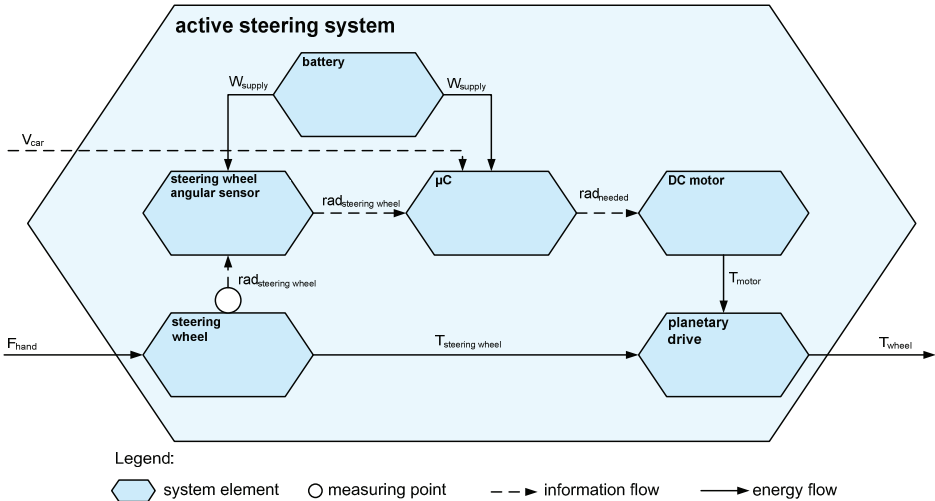 active steering system
battery
Wsupply
Wsupply
Vcar
steering wheel
angular sensor
radsteering wheel
µC
radneeded
DC motor
radsteering wheel
Tmotor
steering
wheel
planetary
drive
Fhand
Tsteering wheel
Twheel
Legend:
system element
measuring point
information flow
energy flow